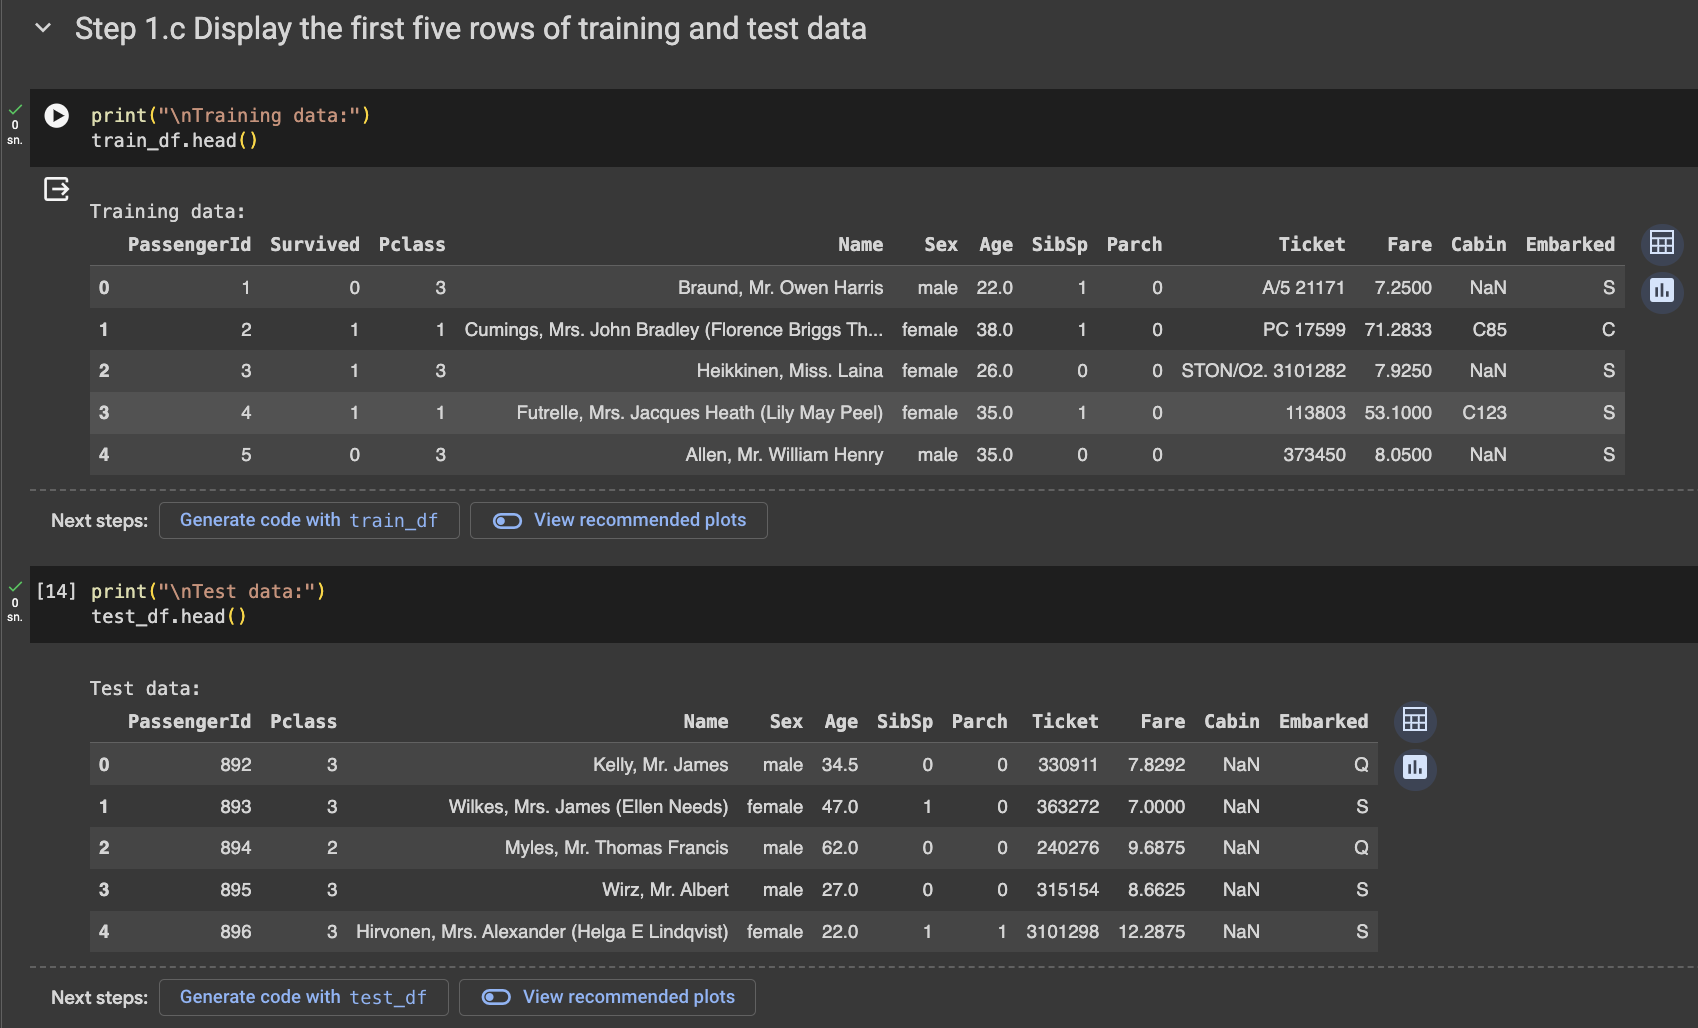 Step 1.c Display the first five rows of training and test data
0
sn.
print("\nTraining data:")
train_df.head()
Training data:
PassengerId Survived Pclass Name Sex Age SibSp Parch Ticket Fare Cabin Embarked
0 1 0 3 Braund, Mr. Owen Harris male 22.0 1 0 A/5 21171 7.2500 NaN S
1 2 1 1 Cumings, Mrs. John Bradley (Florence Briggs Th... female 38.0 1 0 PC 17599 71.2833 C85 C
2 3 1 3 Heikkinen, Miss. Laina female 26.0 0 0 STON/O2. 3101282 7.9250 NaN S
3 4 1 1 Futrelle, Mrs. Jacques Heath (Lily May Peel) female 35.0 1 0 113803 53.1000 C123 S
4 5 0 3 Allen, Mr. William Henry male 35.0 0 0 373450 8.0500 NaN S
Next steps: Generate code with train_df View recommended plots
0
sn.
[14] print("\nTest data:")
test_df.head()
Test data:
PassengerId Pclass Name Sex Age SibSp Parch Ticket Fare Cabin Embarked
0 892 3 Kelly, Mr. James male 34.5 0 0 330911 7.8292 NaN Q
1 893 3 Wilkes, Mrs. James (Ellen Needs) female 47.0 1 0 363272 7.0000 NaN S
2 894 2 Myles, Mr. Thomas Francis male 62.0 0 0 240276 9.6875 NaN Q
3 895 3 Wirz, Mr. Albert male 27.0 0 0 315154 8.6625 NaN S
4 896 3 Hirvonen, Mrs. Alexander (Helga E Lindqvist) female 22.0 1 1 3101298 12.2875 NaN S
Next steps: Generate code with test_df View recommended plots